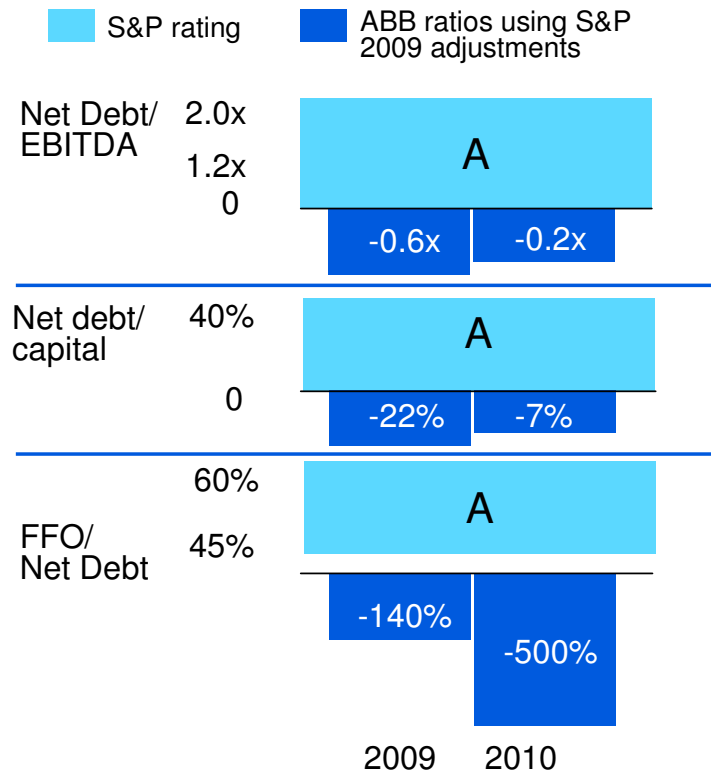 S&P rating
ABB ratios using S&P
2009 adjustments
Net Debt/
EBITDA
2.0x
1.2x
0
A
-0.6x
-0.2x
Net debt/
capital
40%
0
A
-22%
-7%
60%
45%
FFO/
Net Debt
A
-140%
-500%
2009
2010